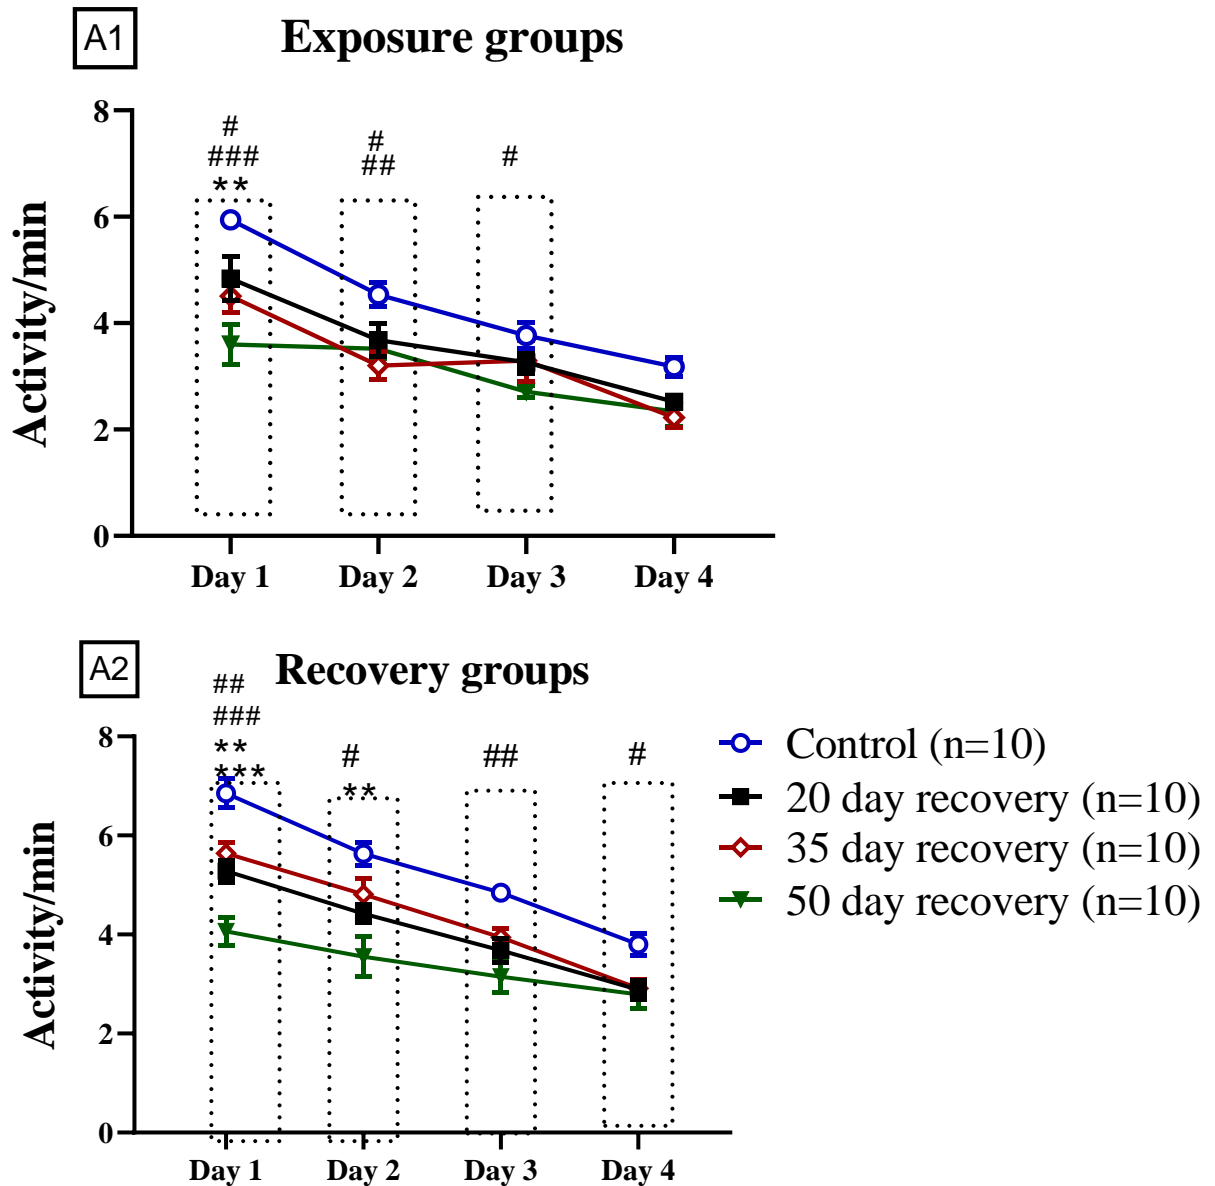 A1
Exposure groups
8
6
4
2
0
Activity/min
#
###
**
#
##
#
Day 1 Day 2 Day 3 Day 4
A2
Recovery groups
8
6
4
2
0
Activity/min
##
###
**
***
#
**
##
#
Day 1 Day 2 Day 3 Day 4
Control (n=10)
20 day recovery (n=10)
35 day recovery (n=10)
50 day recovery (n=10)